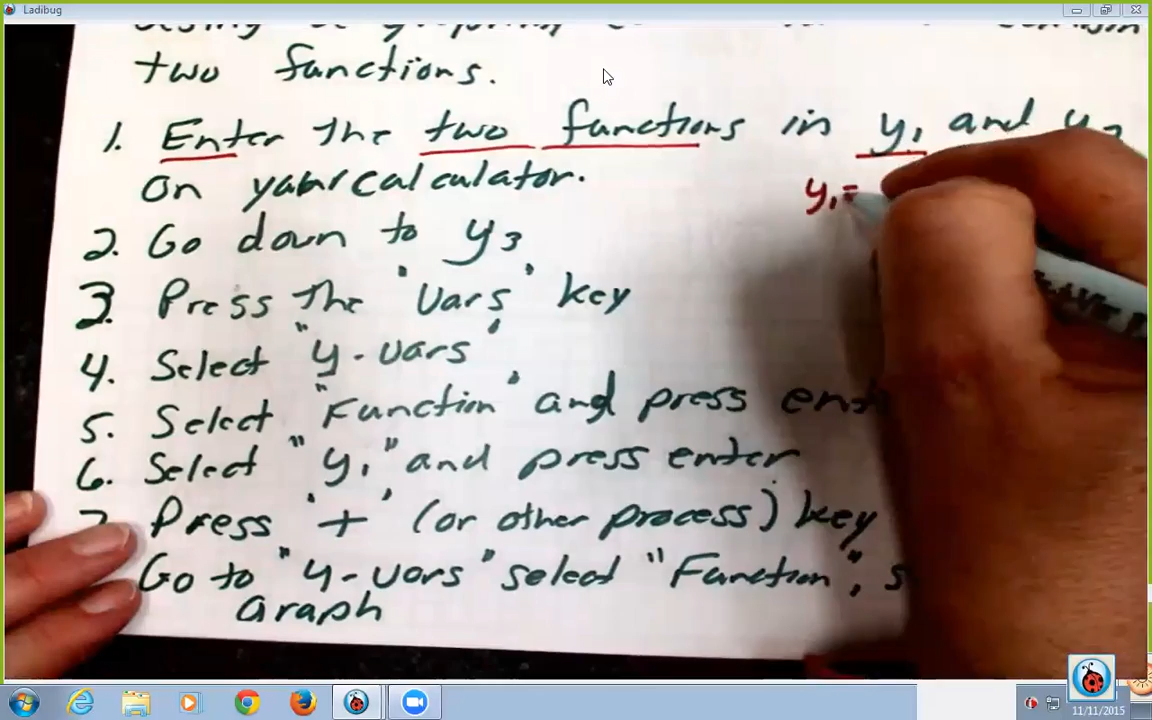 Ladibug
two functions.
1. Enter the two functions in y1 and y2
on your calculator.
y1=
2. Go down to y3
3. Press the "Vars" key
4. Select "y-vars"
5. Select "Function" and press
6. Select "y1" and press enter
7. Press "+" (or other process) key
Go to "y-vars" select "Function",
Graph
11/11/2015